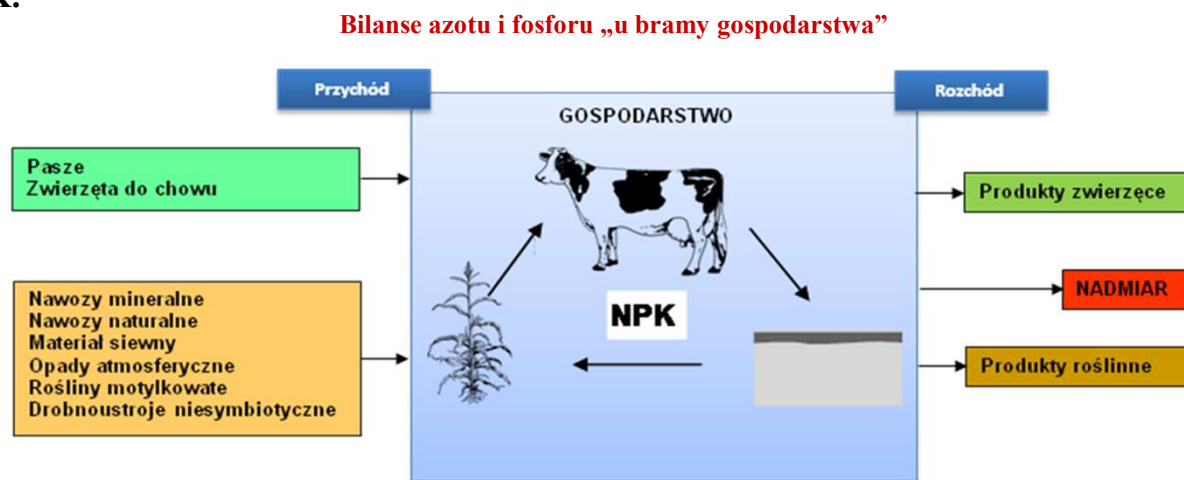 Bilanse azotu i fosforu „u bramy gospodarstwa”
Przychód
Rozchód
GOSPODARSTWO
Pasze
Zwierzęta do chowu
Produkty zwierzęce
Nawozy mineralne
Nawozy naturalne
Materiał siewny
Opady atmosferyczne
Rośliny motylkowate
Drobnoustroje niesymbiotyczne
NPK
NADMIAR
Produkty roślinne